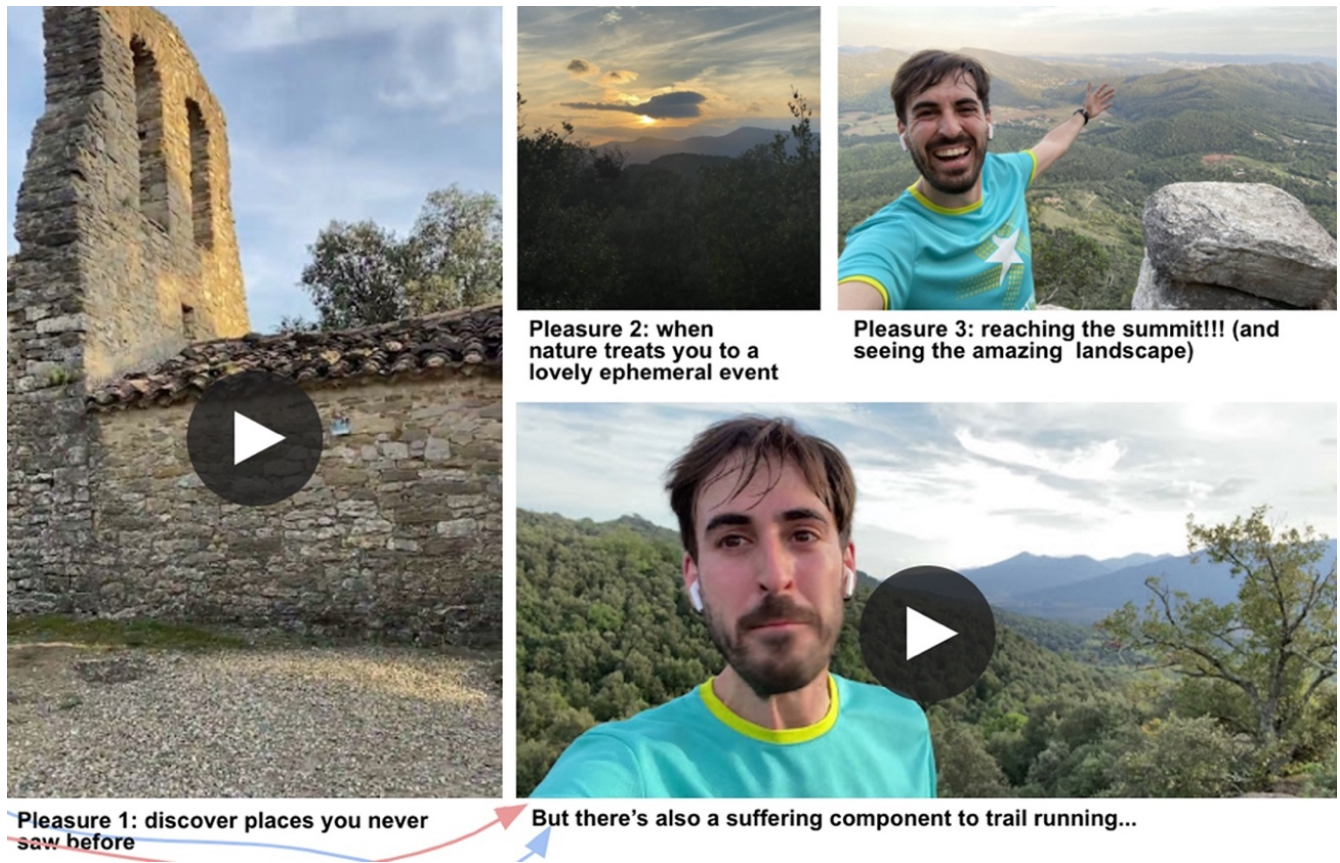 Pleasure 2: when
nature treats you to a
lovely ephemeral event
Pleasure 3: reaching the summit!!! (and
seeing the amazing landscape)
Pleasure 1: discover places you never
saw before
But there’s also a suffering component to trail running...